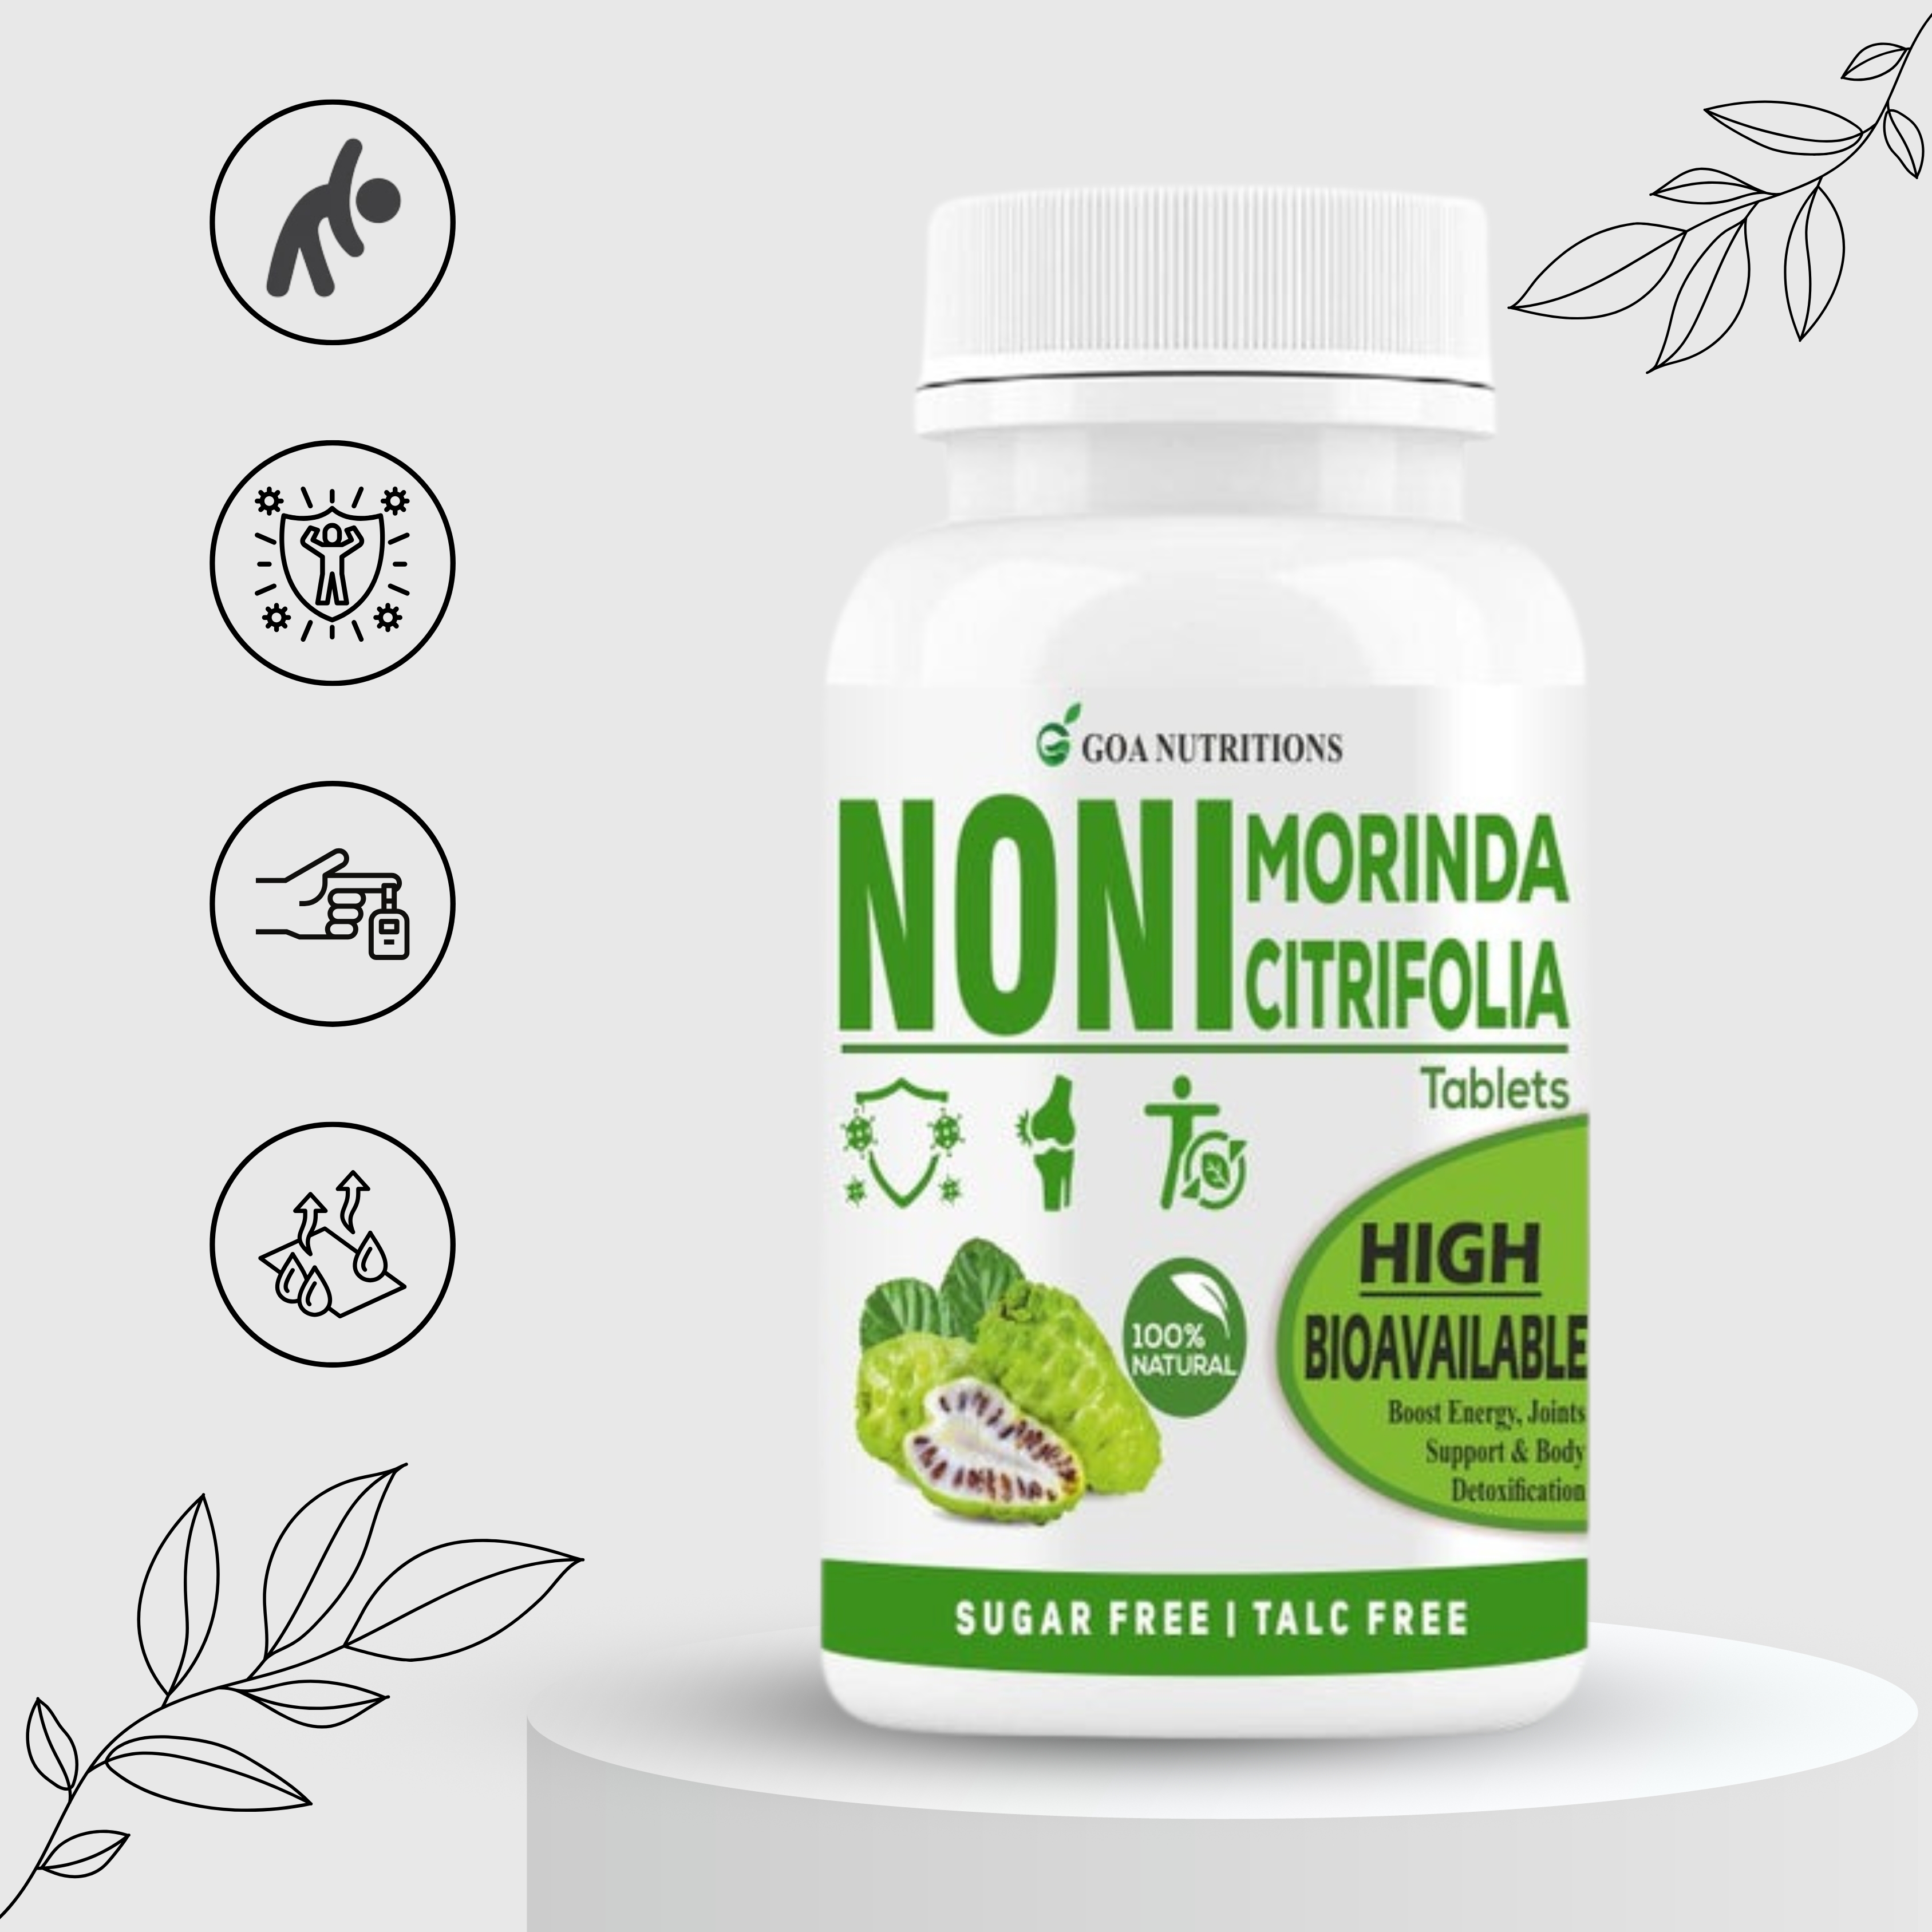 GOA NUTRITIONS
NONI
MORINDA
CITRIFOLIA
Tablets
100%
NATURAL
HIGH
BIOAVAILABLE
Boost Energy, Joints
Support & Body
Detoxification
SUGAR FREE | TALC FREE